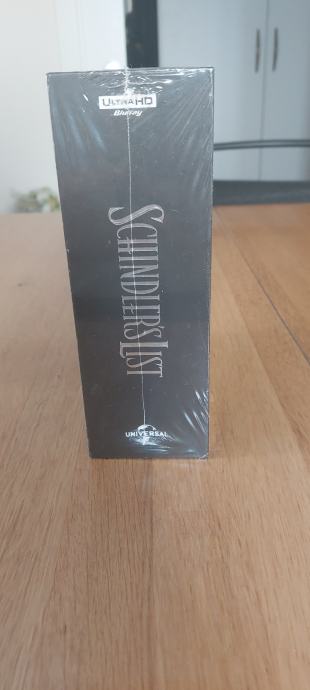 ULTRA HD
Blu-ray
SCHINDLER'S LIST
UNIVERSAL